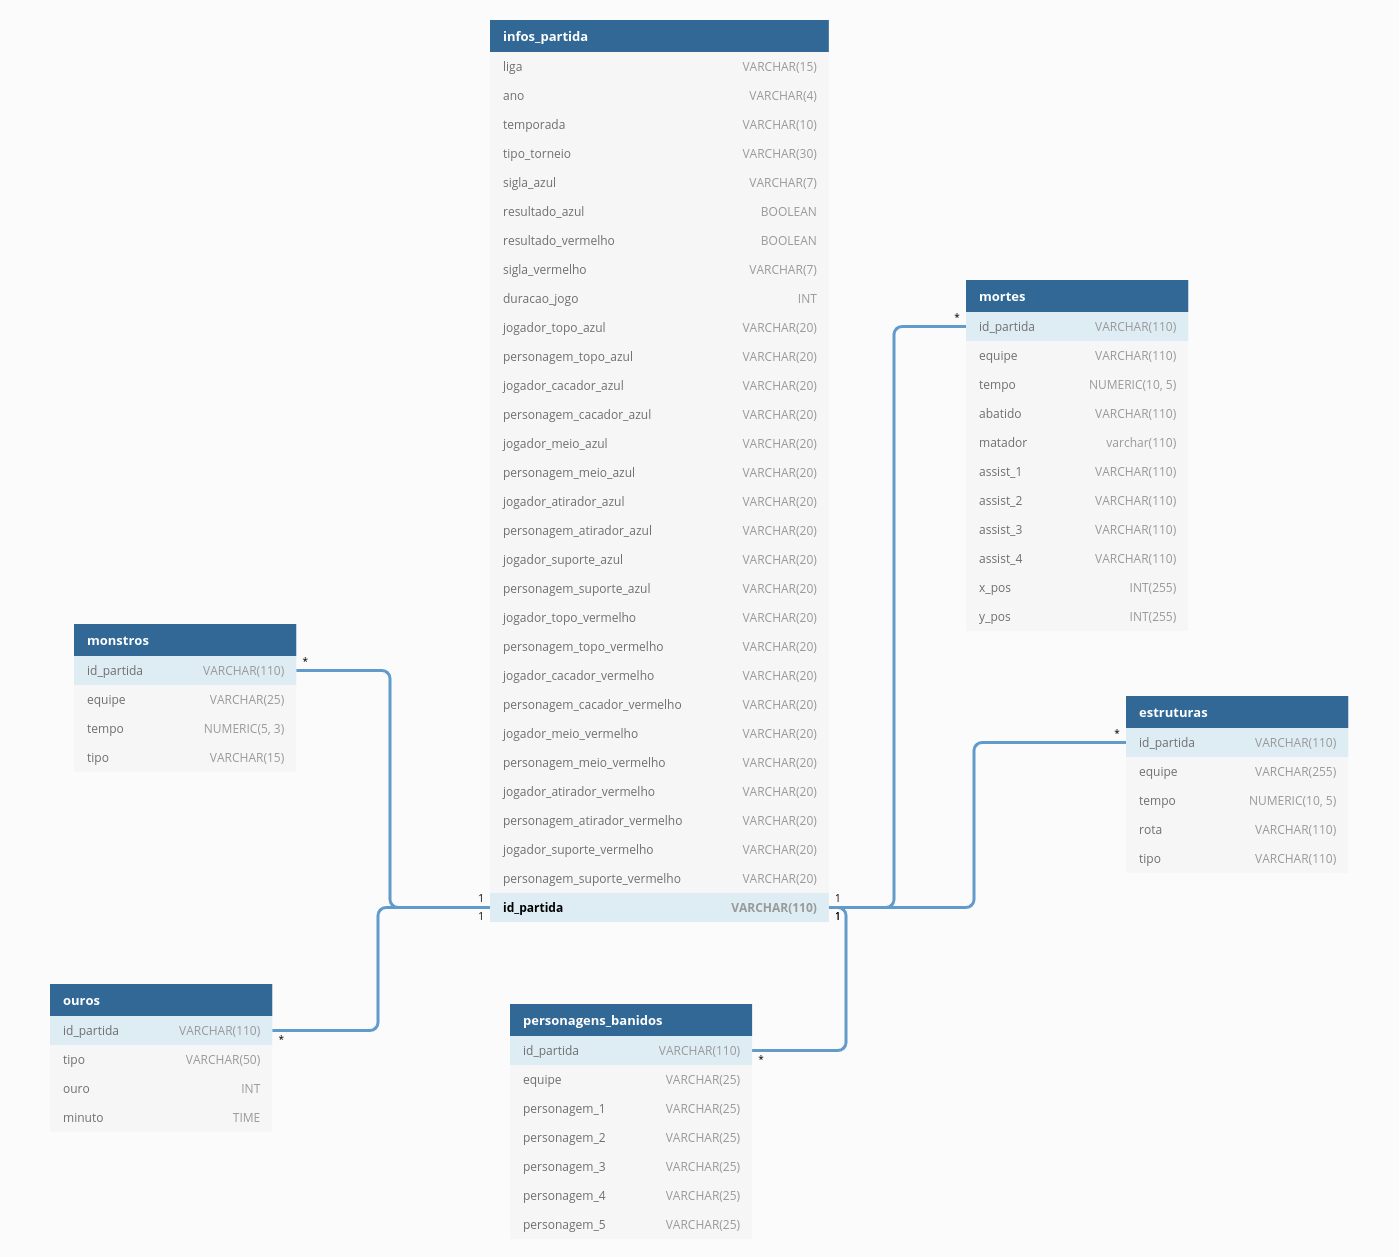 infos_partida
liga VARCHAR(15)
ano VARCHAR(4)
temporada VARCHAR(10)
tipo_torneio VARCHAR(30)
sigla_azul VARCHAR(7)
resultado_azul BOOLEAN
resultado_vermelho BOOLEAN
sigla_vermelho VARCHAR(7)
duracao_jogo INT
jogador_topo_azul VARCHAR(20)
personagem_topo_azul VARCHAR(20)
jogador_cacador_azul VARCHAR(20)
personagem_cacador_azul VARCHAR(20)
jogador_meio_azul VARCHAR(20)
personagem_meio_azul VARCHAR(20)
jogador_atirador_azul VARCHAR(20)
personagem_atirador_azul VARCHAR(20)
jogador_suporte_azul VARCHAR(20)
personagem_suporte_azul VARCHAR(20)
jogador_topo_vermelho VARCHAR(20)
personagem_topo_vermelho VARCHAR(20)
jogador_cacador_vermelho VARCHAR(20)
personagem_cacador_vermelho VARCHAR(20)
jogador_meio_vermelho VARCHAR(20)
personagem_meio_vermelho VARCHAR(20)
jogador_atirador_vermelho VARCHAR(20)
personagem_atirador_vermelho VARCHAR(20)
jogador_suporte_vermelho VARCHAR(20)
personagem_suporte_vermelho VARCHAR(20)
1 1
id_partida VARCHAR(110)
1 1
mortes
*
id_partida VARCHAR(110)
equipe VARCHAR(110)
tempo NUMERIC(10, 5)
abatido VARCHAR(110)
matador varchar(110)
assist_1 VARCHAR(110)
assist_2 VARCHAR(110)
assist_3 VARCHAR(110)
assist_4 VARCHAR(110)
x_pos INT(255)
y_pos INT(255)
monstros
*
id_partida VARCHAR(110)
equipe VARCHAR(25)
tempo NUMERIC(5, 3)
tipo VARCHAR(15)
estruturas
*
id_partida VARCHAR(110)
equipe VARCHAR(255)
tempo NUMERIC(10, 5)
rota VARCHAR(110)
tipo VARCHAR(110)
ouros
id_partida VARCHAR(110)
*
tipo VARCHAR(50)
ouro INT
minuto TIME
personagens_banidos
id_partida VARCHAR(110)
*
equipe VARCHAR(25)
personagem_1 VARCHAR(25)
personagem_2 VARCHAR(25)
personagem_3 VARCHAR(25)
personagem_4 VARCHAR(25)
personagem_5 VARCHAR(25)